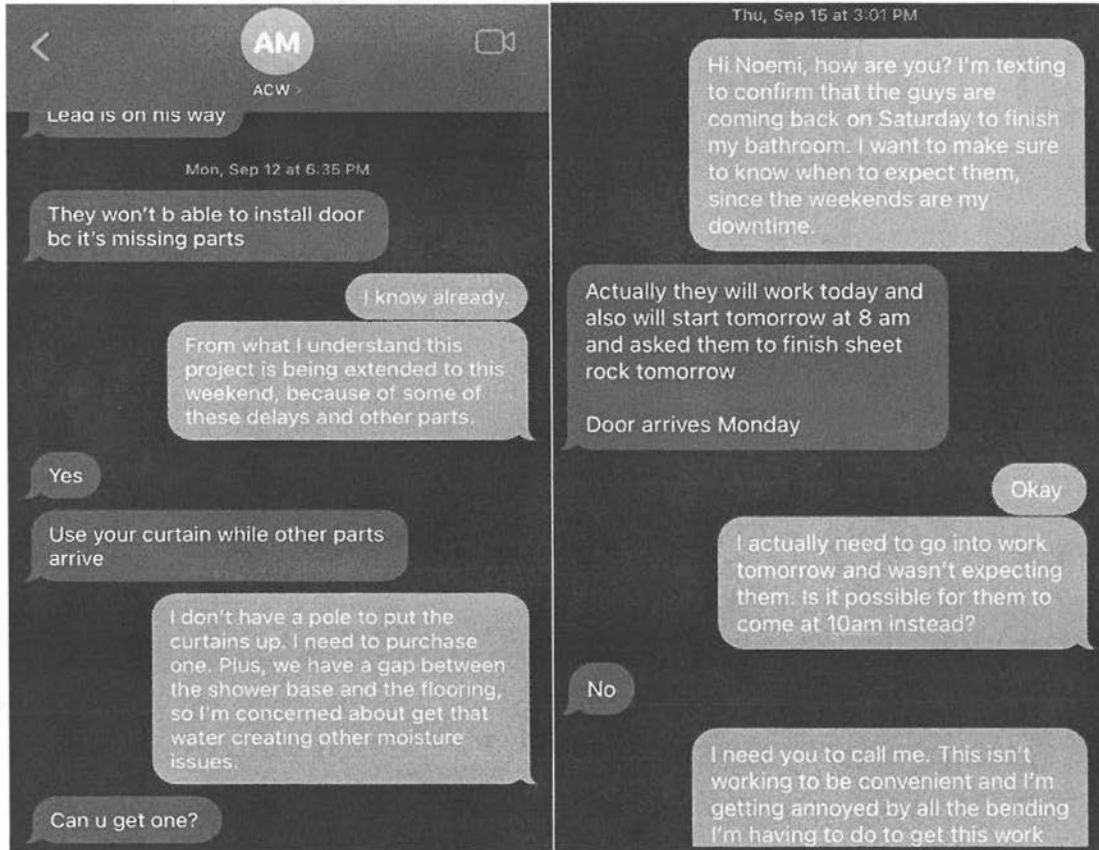 AM
ACW >
Lead is on his way
Mon, Sep 12 at 6:35 PM
They won't b able to install door
bc it's missing parts
I know already.
From what I understand this
project is being extended to this
weekend, because of some of
these delays and other parts.
Yes
Use your curtain while other parts
arrive
I don't have a pole to put the
curtains up. I need to purchase
one. Plus, we have a gap between
the shower base and the flooring,
so I'm concerned about get that
water creating other moisture
issues.
Can u get one?
Thu, Sep 15 at 3:01 PM
Hi Noemi, how are you? I'm texting
to confirm that the guys are
coming back on Saturday to finish
my bathroom. I want to make sure
to know when to expect them,
since the weekends are my
downtime.
Actually they will work today and
also will start tomorrow at 8 am
and asked them to finish sheet
rock tomorrow
Door arrives Monday
Okay
I actually need to go into work
tomorrow and wasn't expecting
them. Is it possible for them to
come at 10am instead?
No
I need you to call me. This isn't
working to be convenient and I'm
getting annoyed by all the bending
I'm having to do to get this work